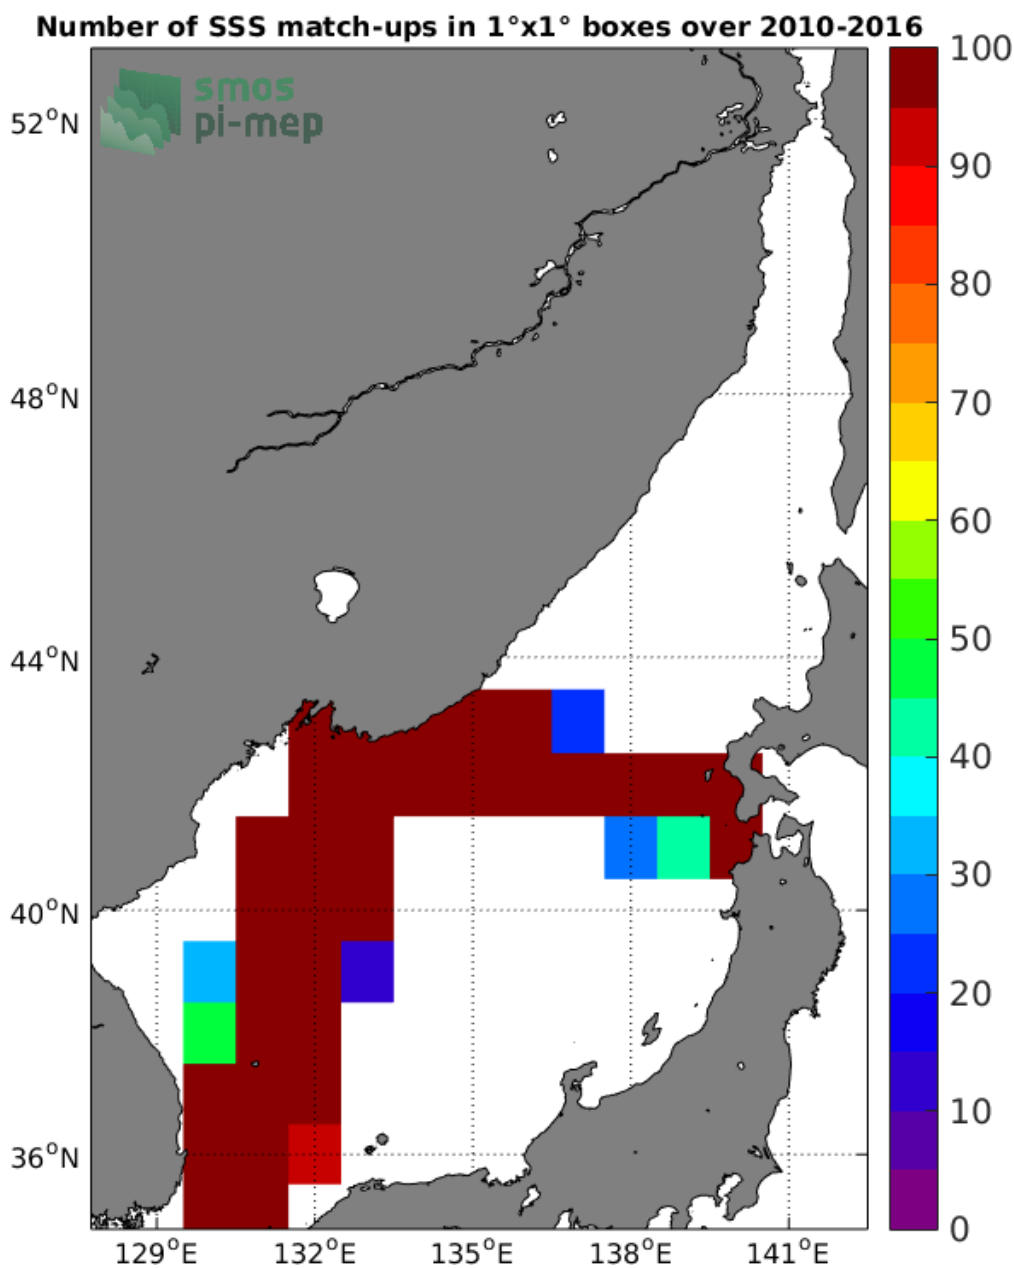 Number of SSS match-ups in 1°x1° boxes over 2010-2016
smos
pi-mep
52°N
48°N
44°N
40°N
36°N
129°E 132°E 135°E 138°E 141°E
100
90
80
70
60
50
40
30
20
10
0